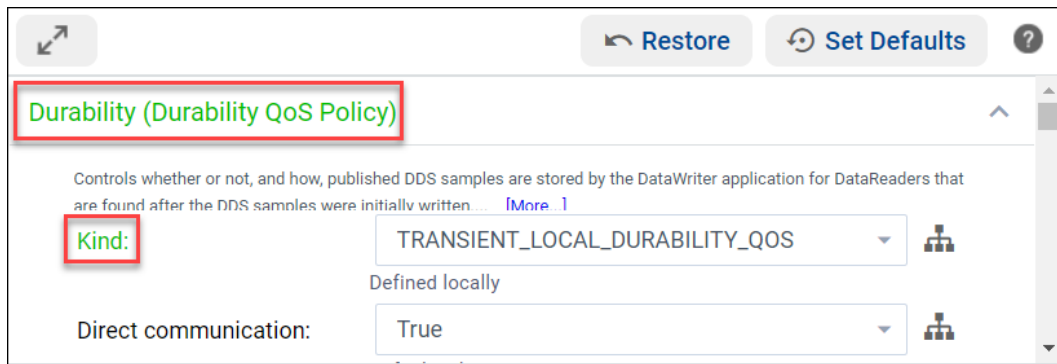 Restore Set Defaults ?
Durability (Durability QoS Policy)
Controls whether or not, and how, published DDS samples are stored by the DataWriter application for DataReaders that
are found after the DDS samples were initially written.... [More...]
Kind: TRANSIENT_LOCAL_DURABILITY_QOS
Defined locally
Direct communication: True